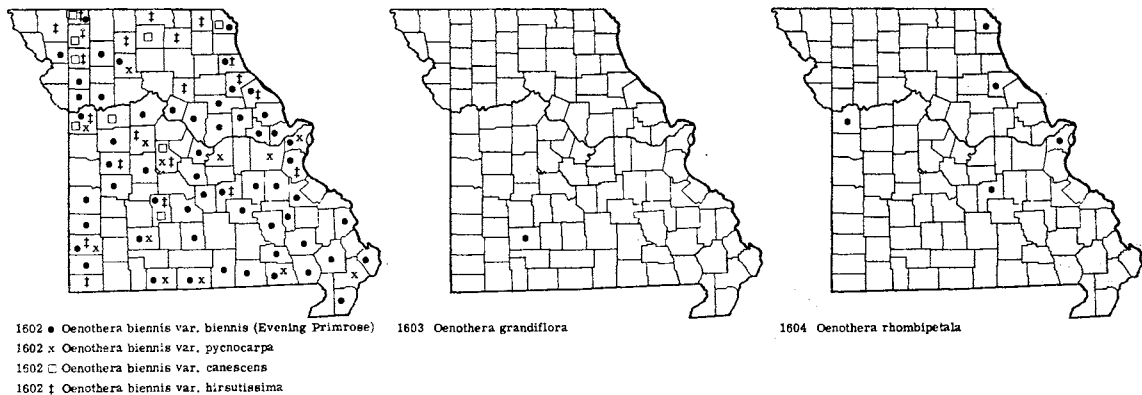 1602 ● Oenothera biennis var. biennis (Evening Primrose)
1602 x Oenothera biennis var. pycnocarpa
1602 □ Oenothera biennis var. canescens
1602 ‡ Oenothera biennis var. hirsutissima
1603 Oenothera grandiflora
1604 Oenothera rhombipetala